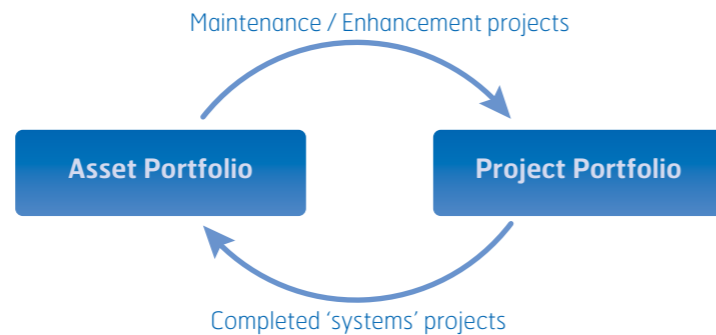 Maintenance / Enhancement projects
Asset Portfolio
Project Portfolio
Completed ‘systems’ projects